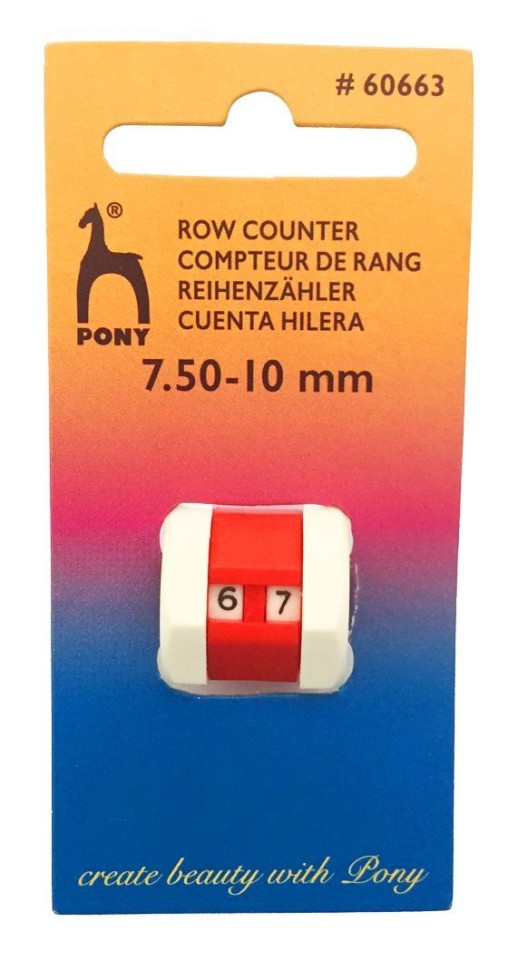 # 60663
®
ROW COUNTER
COMPTEUR DE RANG
REIHENZÄHLER
CUENTA HILERA
PONY
7.50-10 mm
6 7
create beauty with Pony